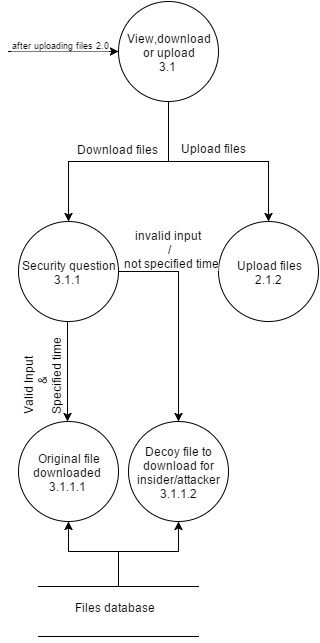 after uploading files 2.0
View,download
or upload
3.1
Download files
Upload files
Security question
3.1.1
invalid input
/
not specified time
Upload files
2.1.2
Valid Input
&
Specified time
Original file
downloaded
3.1.1.1
Decoy file to
download for
insider/attacker
3.1.1.2
Files database